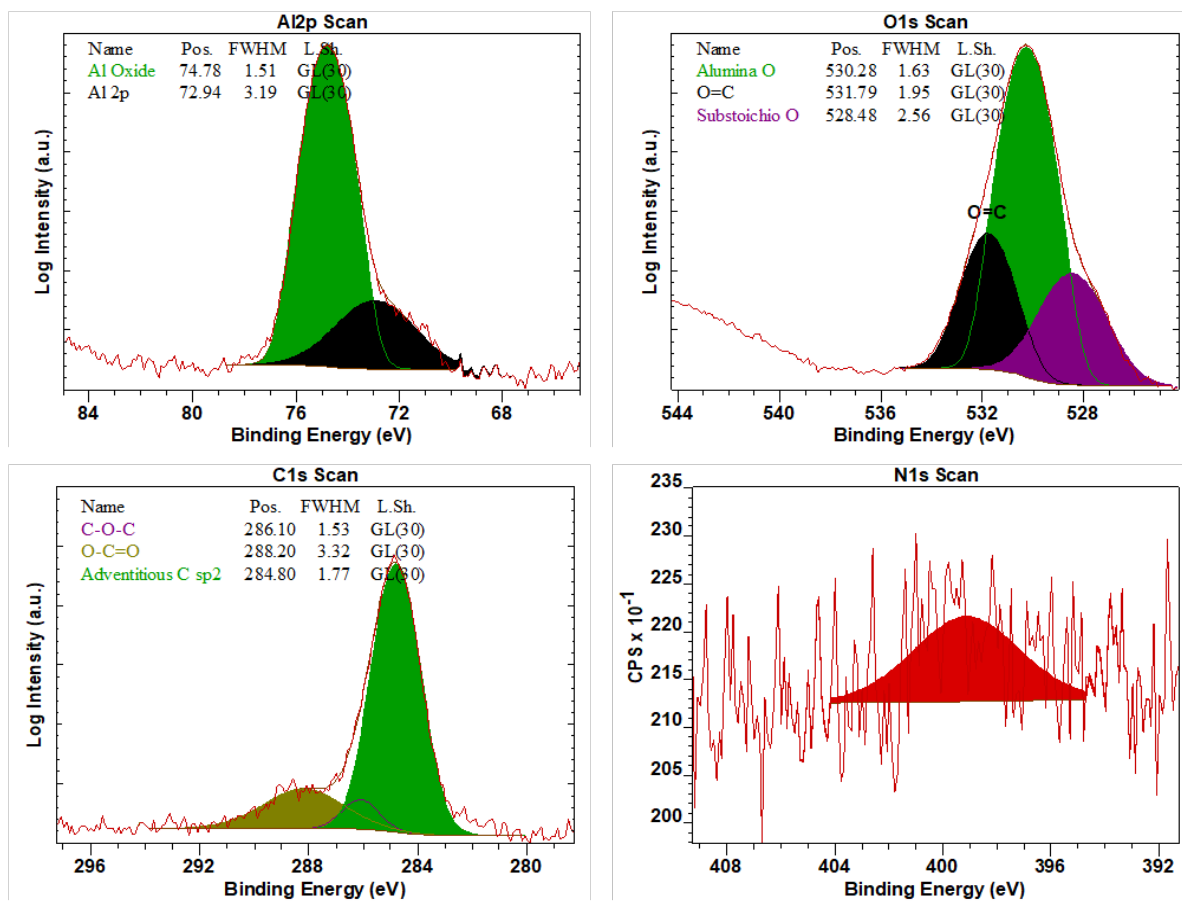 Al2p Scan
Name Pos. FWHM L.Sh.
Al Oxide 74.78 1.51 GL(30)
Al 2p 72.94 3.19 GL(30)
Log Intensity (a.u.)
84 80 76 72 68
Binding Energy (eV)
O1s Scan
Name Pos. FWHM L.Sh.
Alumina O 530.28 1.63 GL(30)
O=C 531.79 1.95 GL(30)
Substoichio O 528.48 2.56 GL(30)
O=C
Log Intensity (a.u.)
544 540 536 532 528
Binding Energy (eV)
C1s Scan
Name Pos. FWHM L.Sh.
C-O-C 286.10 1.53 GL(30)
O-C=O 288.20 3.32 GL(30)
Adventitious C sp2 284.80 1.77 GL(30)
Log Intensity (a.u.)
296 292 288 284 280
Binding Energy (eV)
N1s Scan
235
230
225
220
215
210
205
200
CPS x 10⁻¹
408 404 400 396 392
Binding Energy (eV)